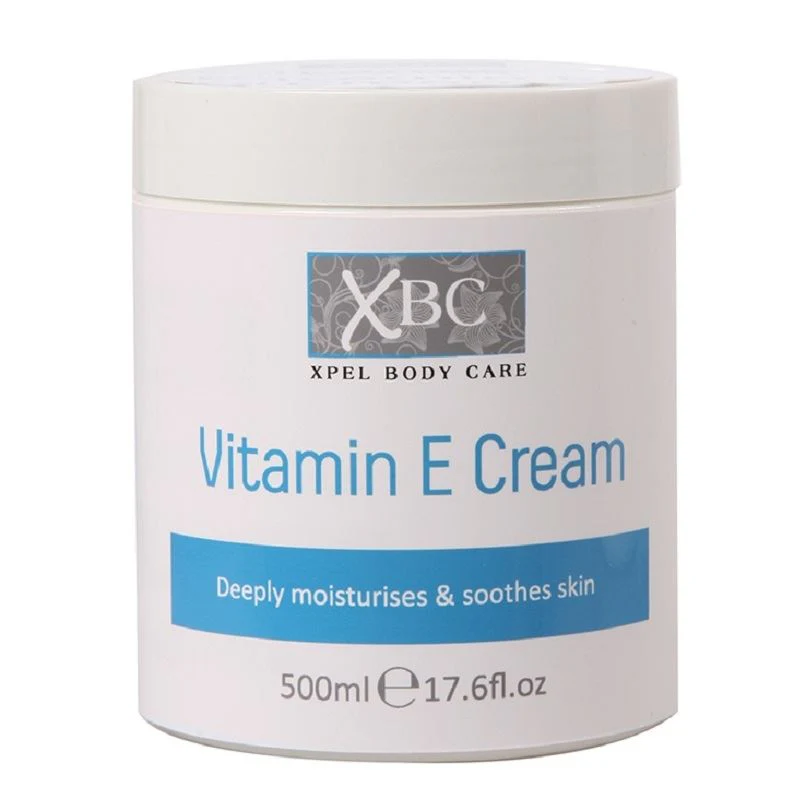 XBC
XPEL BODY CARE
Vitamin E Cream
Deeply moisturises & soothes skin
500ml ℮ 17.6fl.oz